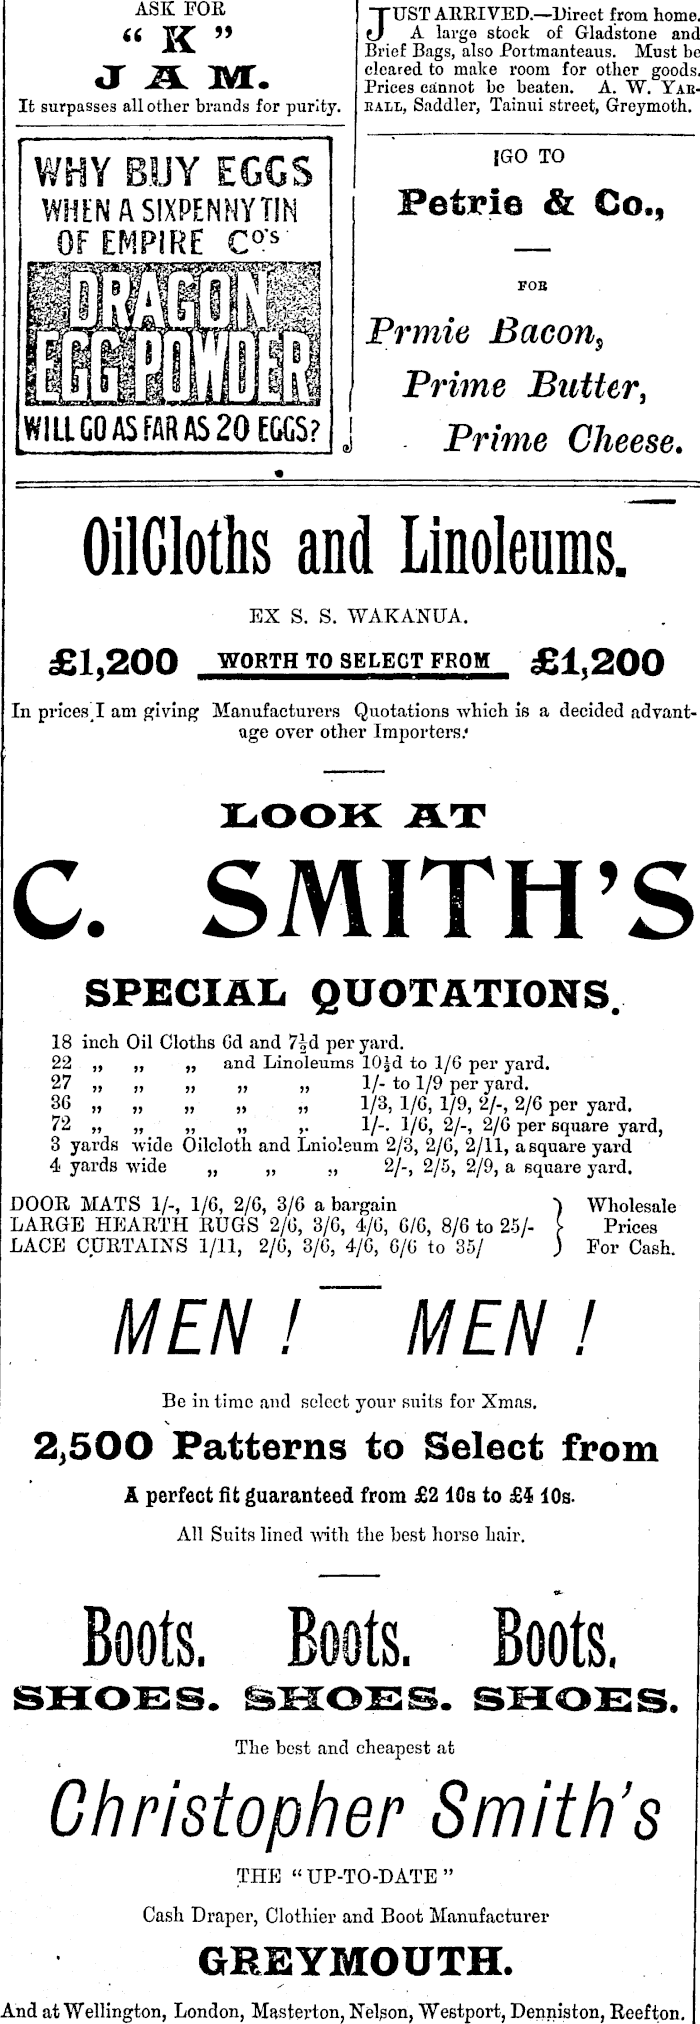 ASK FOR
“ K ”
JAM.
It surpasses all other brands for purity.
WHY BUY EGGS
WHEN A SIXPENNY TIN
OF EMPIRE CO'S
DRAGON
EGG POWDER
WILL GO AS FAR AS 20 EGGS?
JUST ARRIVED.—Direct from home.
A large stock of Gladstone and
Brief Bags, also Portmanteaus. Must be
cleared to make room for other goods.
Prices cannot be beaten. A. W. YAR-
RALL, Saddler, Tainui street, Greymoth.
GO TO
Petrie & Co.,
FOR
Prmie Bacon,
Prime Butter,
Prime Cheese.
OilCloths and Linoleums.
EX S. S. WAKANUA.
£1,200 WORTH TO SELECT FROM £1,200
In prices I am giving Manufacturers Quotations which is a decided advant-
age over other Importers.
LOOK AT
C. SMITH'S
SPECIAL QUOTATIONS.
18 inch Oil Cloths 6d and 7½d per yard.
22 „ „ „ and Linoleums 10½d to 1/6 per yard.
27 „ „ „ „ „ 1/- to 1/9 per yard.
36 „ „ „ „ „ 1/3, 1/6, 1/9, 2/-, 2/6 per yard.
72 „ „ „ „ „ 1/-. 1/6, 2/-, 2/6 per square yard,
3 yards wide Oilcloth and Lnioleum 2/3, 2/6, 2/11, a square yard
4 yards wide „ „ „ 2/-, 2/5, 2/9, a square yard.
DOOR MATS 1/-, 1/6, 2/6, 3/6 a bargain
LARGE HEARTH RUGS 2/6, 3/6, 4/6, 6/6, 8/6 to 25/-
LACE CURTAINS 1/11, 2/6, 3/6, 4/6, 6/6 to 35/
Wholesale
Prices
For Cash.
MEN ! MEN !
Be in time and select your suits for Xmas.
2,500 Patterns to Select from
A perfect fit guaranteed from £2 10s to £4 10s.
All Suits lined with the best horse hair.
Boots. Boots. Boots.
SHOES. SHOES. SHOES.
The best and cheapest at
Christopher Smith's
THE “UP-TO-DATE”
Cash Draper, Clothier and Boot Manufacturer
GREYMOUTH.
And at Wellington, London, Masterton, Nelson, Westport, Denniston, Reefton.